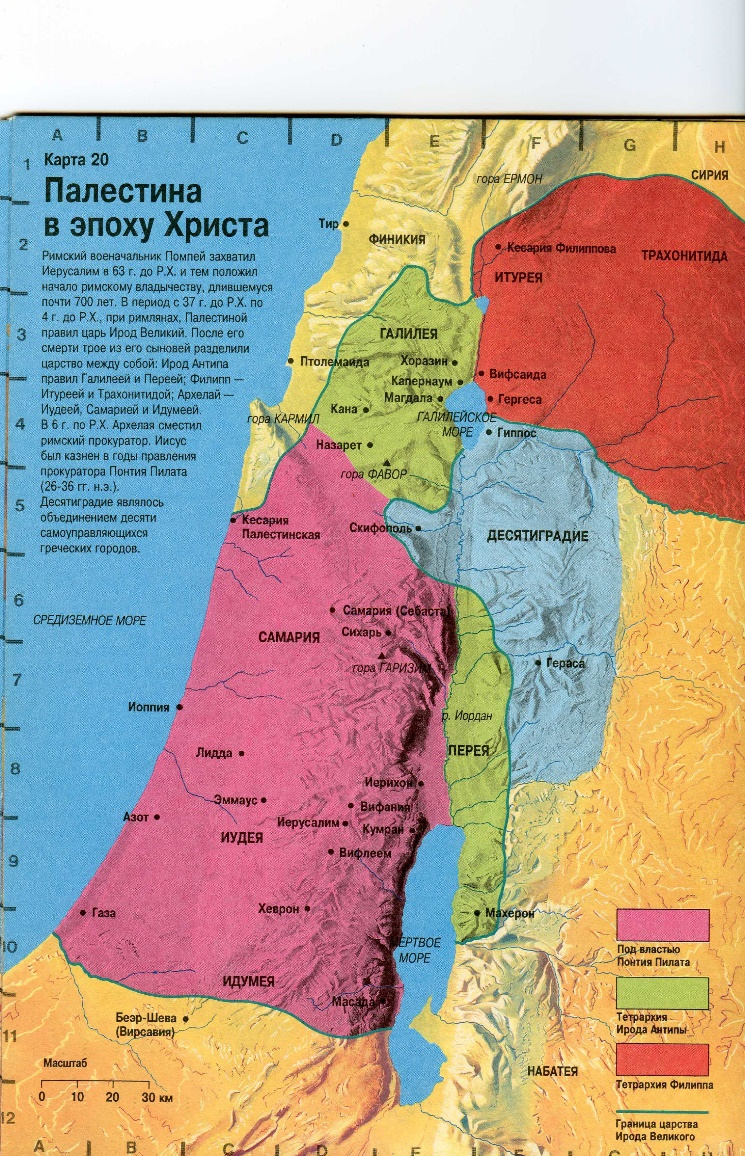 A B C D E F G H
1
2
3
4
5
6
7
8
9
10
11
12
Карта 20
Палестина
в эпоху Христа
Римский военачальник Помпей захватил
Иерусалим в 63 г. до Р.Х. и тем положил
начало римскому владычеству, длившемуся
почти 700 лет. В период с 37 г. до Р.Х. по
4 г. до Р.Х., при римлянах, Палестиной
правил царь Ирод Великий. После его
смерти трое из его сыновей разделили
царство между собой: Ирод Антипа
правил Галилеей и Переей; Филипп —
Итуреей и Трахонитидой; Архелай —
Иудеей, Самарией и Идумеей.
В 6 г. по Р.Х. Архелая сместил
римский прокуратор. Иисус
был казнен в годы правления
прокуратора Понтия Пилата
(26-36 гг. н.э.).
Десятиградие являлось
объединением десяти
самоуправляющихся
греческих городов.
гора ЕРМОН
СИРИЯ
Тир
ФИНИКИЯ
Кесария Филиппова
ТРАХОНИТИДА
ИТУРЕЯ
ГАЛИЛЕЯ
Птолемаида
Хоразин
Вифсаида
Капернаум
Магдала
Гергеса
Кана
гора КАРМИЛ
ГАЛИЛЕЙСКОЕ
МОРЕ
Гиппос
Назарет
гора ФАВОР
Кесария
Палестинская
Скифополь
ДЕСЯТИГРАДИЕ
СРЕДИЗЕМНОЕ МОРЕ
Самария (Себаста)
САМАРИЯ
Сихарь
гора ГАРИЗИМ
Гераса
Иоппия
р. Иордан
ПЕРЕЯ
Лидда
Иерихон
Эммаус
Вифания
Азот
Иерусалим
Кумран
ИУДЕЯ
Вифлеем
Газа
Хеврон
Махерон
МЕРТВОЕ
МОРЕ
ИДУМЕЯ
Масада
Беэр-Шева
(Вирсавия)
НАБАТЕЯ
Масштаб
0 10 20 30 км
Под властью
Понтия Пилата
Тетрархия
Ирода Антипы
Тетрархия Филиппа
Граница царства
Ирода Великого
A B C D E